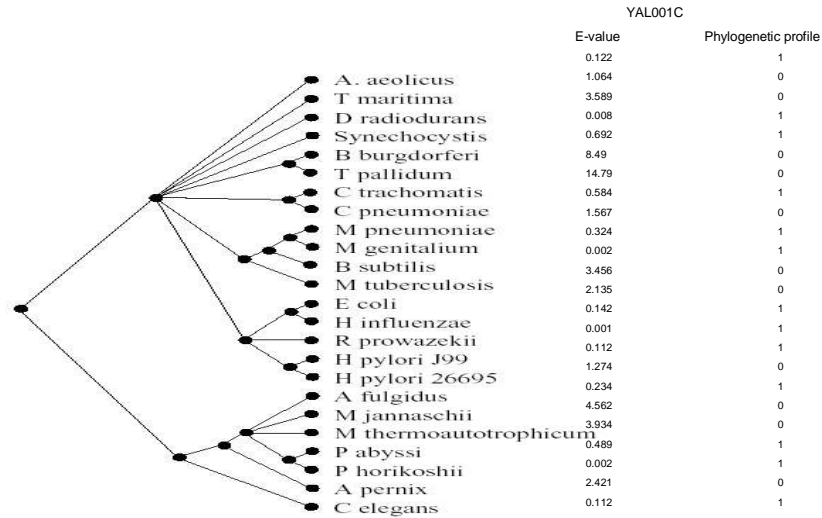 YAL001C
E-value Phylogenetic profile
A. aeolicus
T maritima
D radiodurans
Synechocystis
B burgdorferi
T pallidum
C trachomatis
C pneumoniae
M pneumoniae
M genitalium
B subtilis
M tuberculosis
E coli
H influenzae
R prowazekii
H pylori J99
H pylori 26695
A fulgidus
M jannaschii
M thermoautotrophicum
P abyssi
P horikoshii
A pernix
C elegans
0.122 1
1.064 0
3.589 0
0.008 1
0.692 1
8.49 0
14.79 0
0.584 1
1.567 0
0.324 1
0.002 1
3.456 0
2.135 0
0.142 1
0.001 1
0.112 1
1.274 0
0.234 1
4.562 0
3.934 0
0.489 1
0.002 1
2.421 0
0.112 1